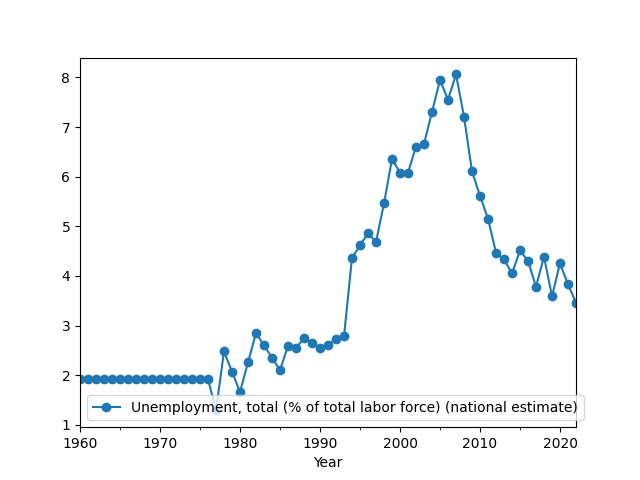 8
7
6
5
4
3
2
1
Unemployment, total (% of total labor force) (national estimate)
1960 1970 1980 1990 2000 2010 2020
Year